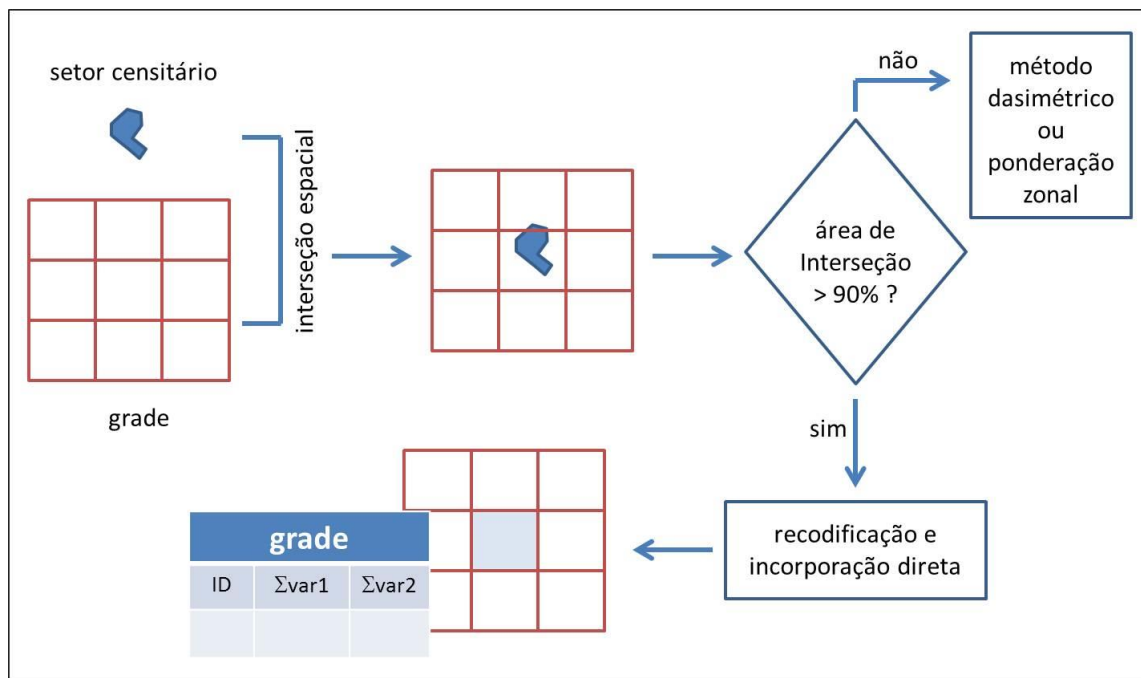 setor censitário
grade
interseção espacial
área de
Interseção
> 90% ?
não
método
dasimétrico
ou
ponderação
zonal
sim
recodificação e
incorporação direta
grade
ID Σvar1 Σvar2